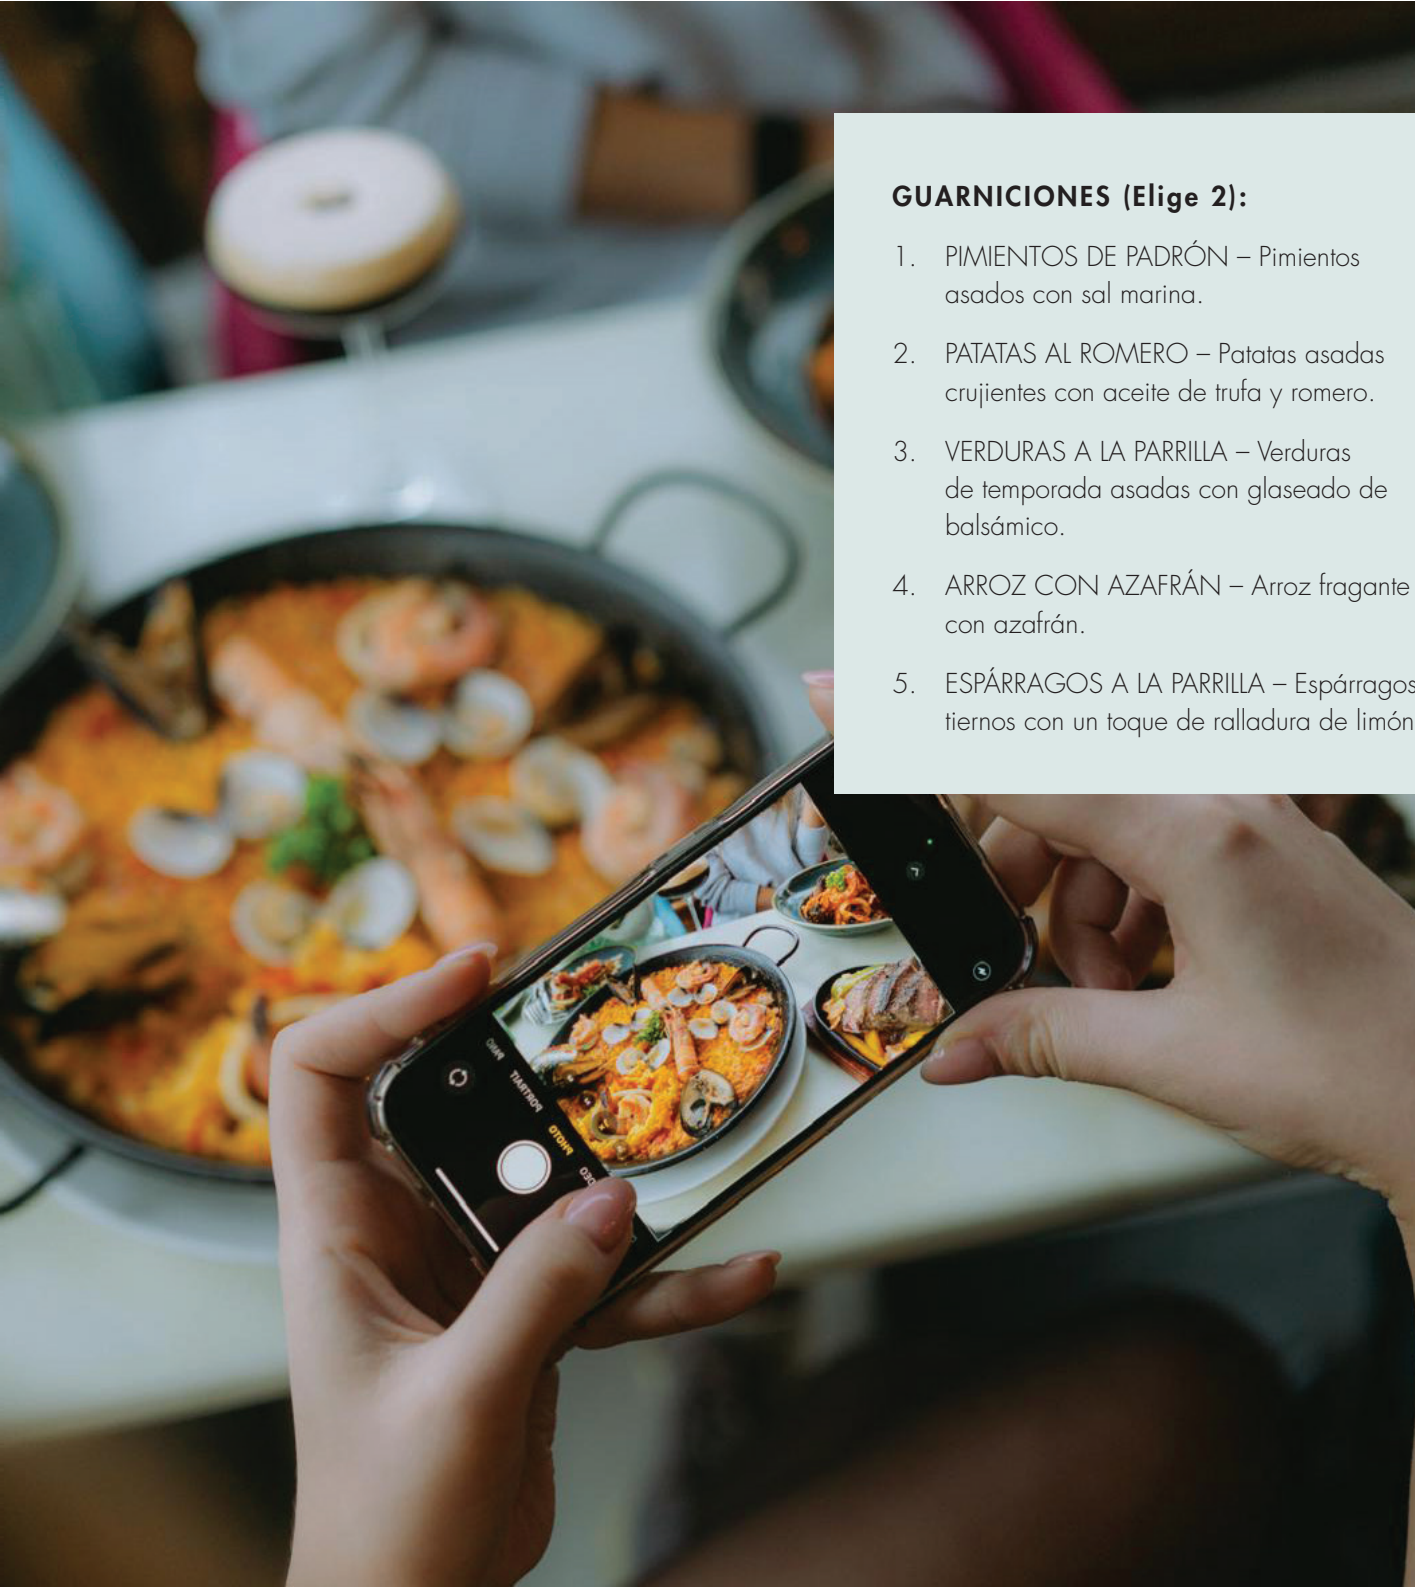 GUARNICIONES (Elige 2):
1. PIMIENTOS DE PADRÓN – Pimientos
asados con sal marina.
2. PATATAS AL ROMERO – Patatas asadas
crujientes con aceite de trufa y romero.
3. VERDURAS A LA PARRILLA – Verduras
de temporada asadas con glaseado de
balsámico.
4. ARROZ CON AZAFRÁN – Arroz fragante
con azafrán.
5. ESPÁRRAGOS A LA PARRILLA – Espárragos
tiernos con un toque de ralladura de limón
PANO
PORTRAIT
PHOTO